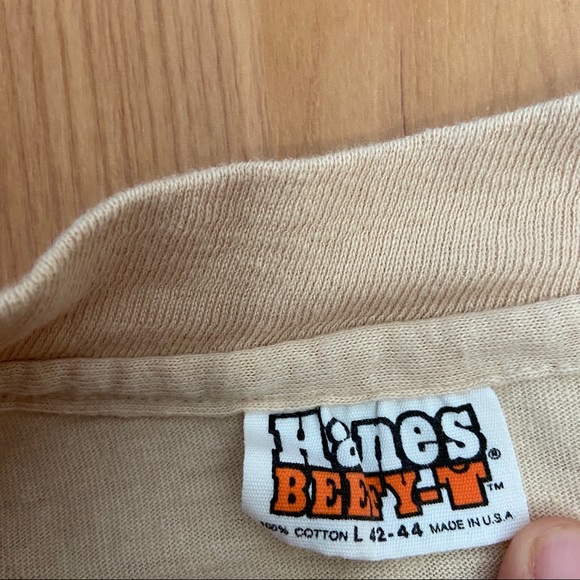 Hanes®
BEEFY-T™
100% COTTON L 42-44 MADE IN U.S.A